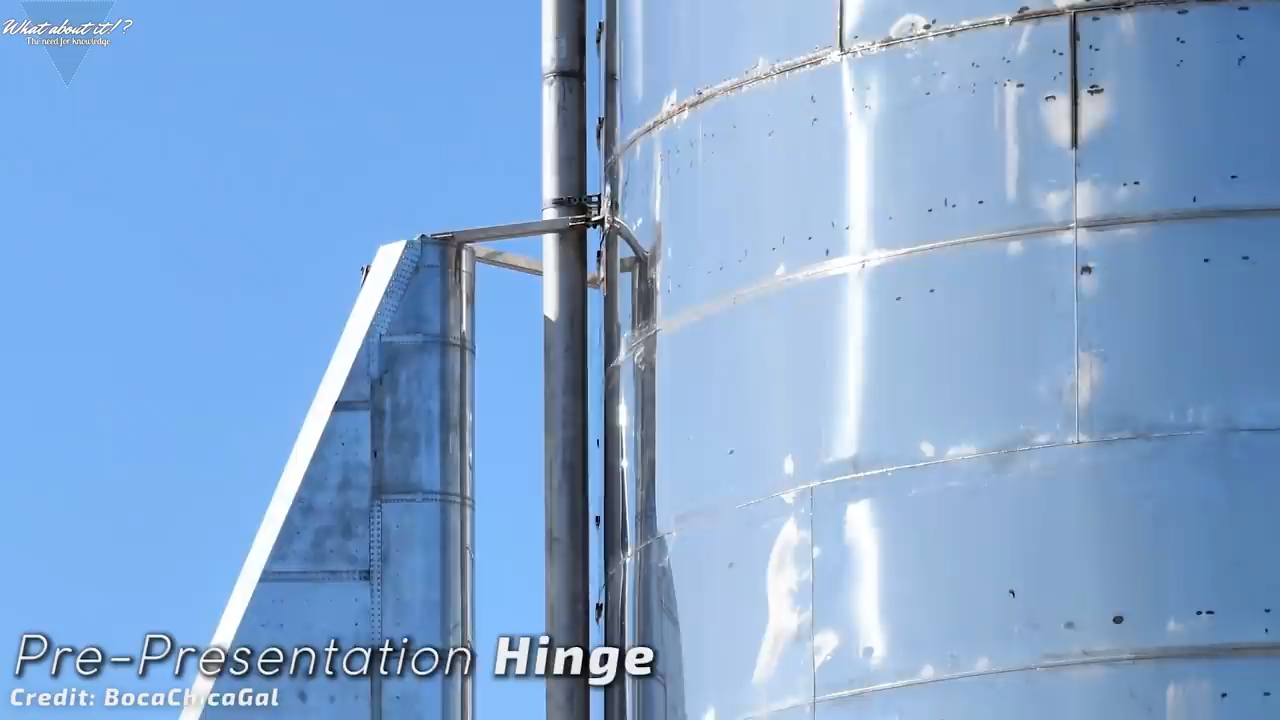 What about it!?
The need for knowledge
Pre-Presentation Hinge
Credit: BocaChicaGal